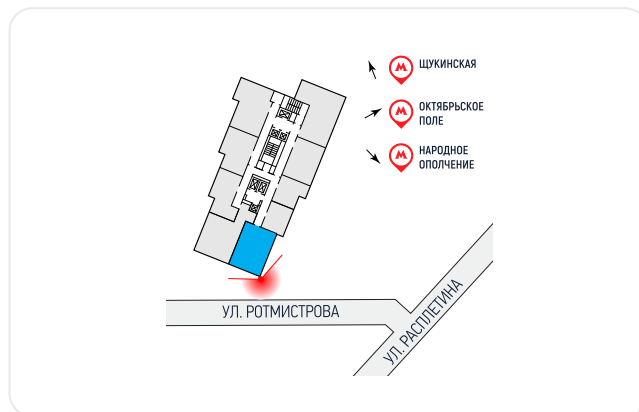 М ЩУКИНСКАЯ
М ОКТЯБРЬСКОЕ
ПОЛЕ
М НАРОДНОЕ
ОПОЛЧЕНИЕ
УЛ. РОТМИСТРОВА
УЛ. РАСПЛЕТИНА